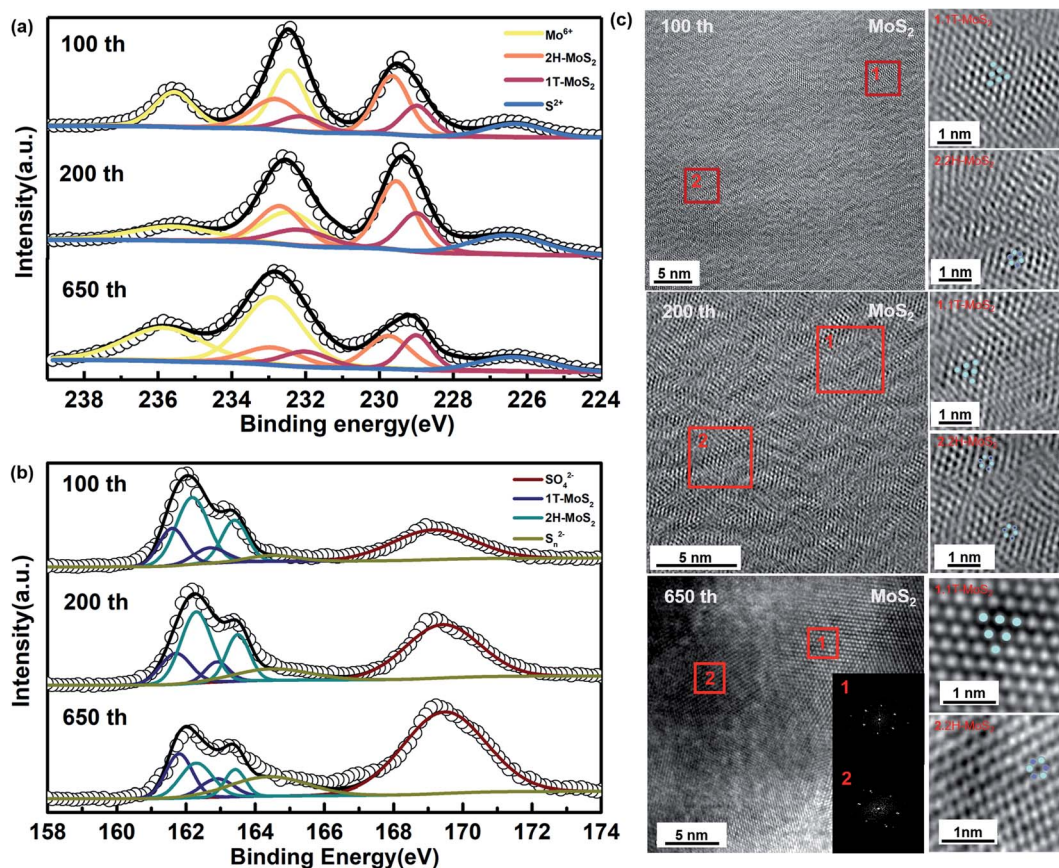 (a)
100 th
200 th
650 th
Mo⁶⁺
2H-MoS₂
1T-MoS₂
S²⁺
Intensity(a.u.)
238 236 234 232 230 228 226 224
Binding energy(eV)
(b)
100 th
200 th
650 th
SO₄²⁻
1T-MoS₂
2H-MoS₂
Sₙ²⁻
Intensity(a.u.)
158 160 162 164 166 168 170 172 174
Binding Energy(eV)
(c)
100 th MoS₂
1
2
5 nm
1.1T-MoS₂
1 nm
2.2H-MoS₂
1 nm
200 th MoS₂
1
2
5 nm
1.1T-MoS₂
1 nm
2.2H-MoS₂
1 nm
650 th MoS₂
1
2
1
2
5 nm
1.1T-MoS₂
1 nm
2.2H-MoS₂
1nm